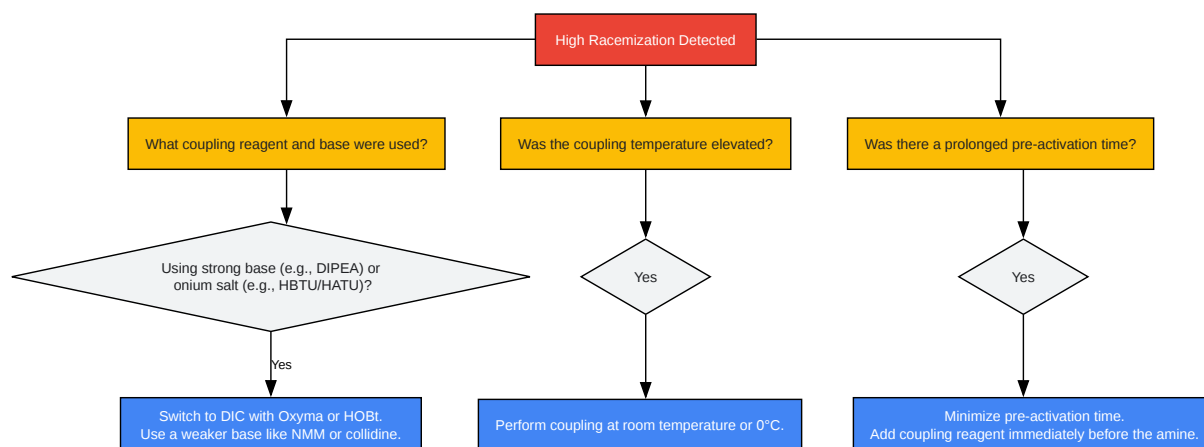 High Racemization Detected
What coupling reagent and base were used?
Was the coupling temperature elevated?
Was there a prolonged pre-activation time?
Using strong base (e.g., DIPEA) or
onium salt (e.g., HBTU/HATU)?
Yes
Yes
Yes
Switch to DIC with Oxyma or HOBt.
Use a weaker base like NMM or collidine.
Perform coupling at room temperature or 0°C.
Minimize pre-activation time.
Add coupling reagent immediately before the amine.